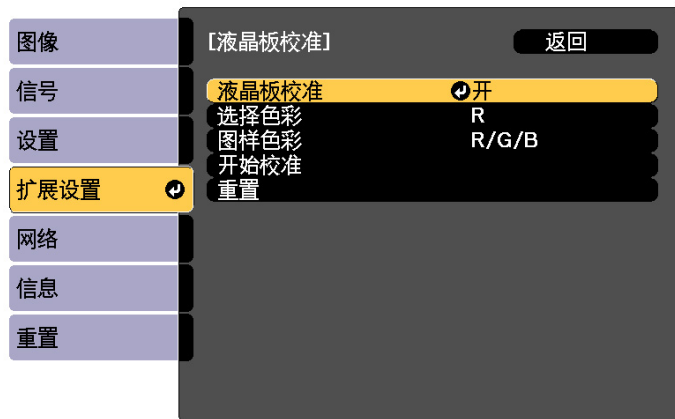 图像
信号
设置
扩展设置
网络
信息
重置
[液晶板校准]
返回
液晶板校准 开
选择色彩 R
图样色彩 R/G/B
开始校准
重置